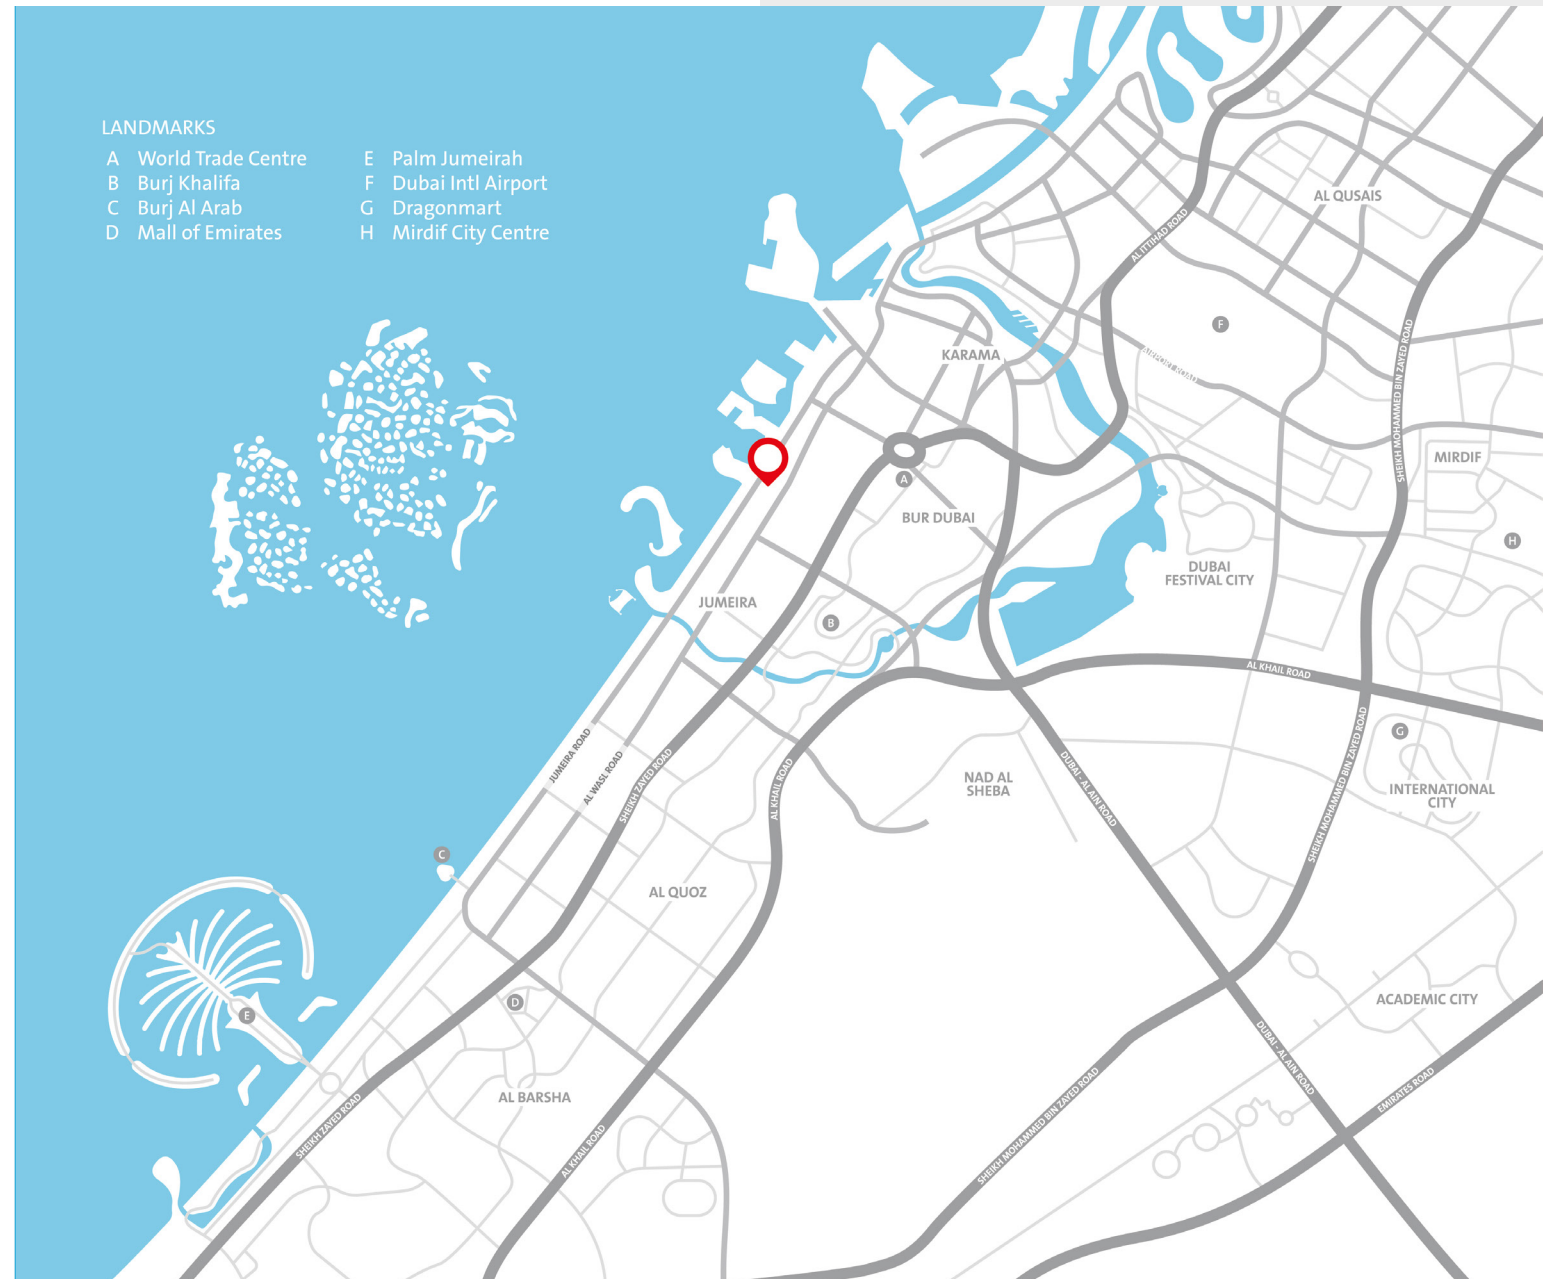 LANDMARKS
A World Trade Centre
B Burj Khalifa
C Burj Al Arab
D Mall of Emirates
E Palm Jumeirah
F Dubai Intl Airport
G Dragonmart
H Mirdif City Centre
AL QUSAIS
AL ITTIHAD ROAD
F
KARAMA
AIRPORT ROAD
SHEIKH MOHAMMED BIN ZAYED ROAD
MIRDIF
A
BUR DUBAI
H
DUBAI
FESTIVAL CITY
JUMEIRA
B
AL KHAIL ROAD
G
JUMEIRA ROAD
AL WASL ROAD
SHEIKH ZAYED ROAD
AL KHAIL ROAD
NAD AL
SHEBA
DUBAI - AL AIN ROAD
SHEIKH MOHAMMED BIN ZAYED ROAD
INTERNATIONAL
CITY
C
AL QUOZ
D
E
ACADEMIC CITY
DUBAI - AL AIN ROAD
AL BARSHA
SHEIKH ZAYED ROAD
AL KHAIL ROAD
SHEIKH MOHAMMED BIN ZAYED ROAD
EMIRATES ROAD